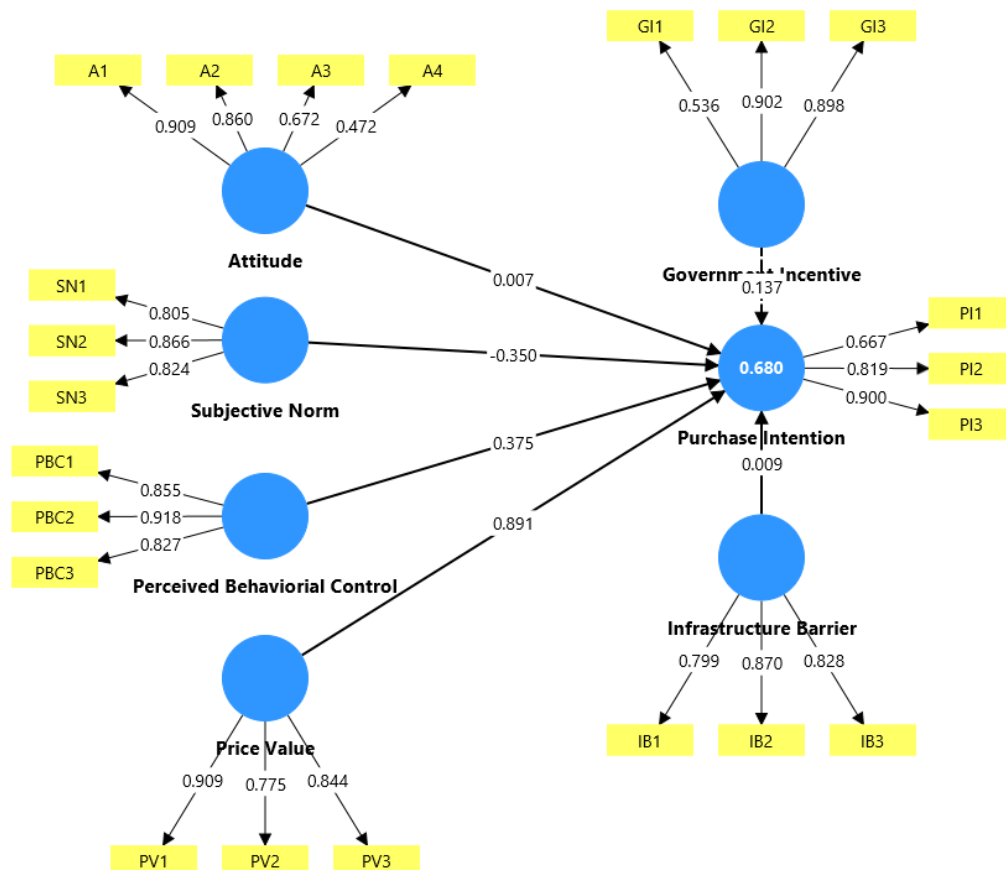 GI1 GI2 GI3
A1 A2 A3 A4
0.909 0.860 0.672 0.472
0.536 0.902 0.898
Attitude
Government Incentive
SN1
SN2
SN3
0.805
0.866
0.824
Subjective Norm
0.007
-0.350
0.137
0.680
Purchase Intention
0.667
0.819
0.900
PI1
PI2
PI3
PBC1
PBC2
PBC3
0.855
0.918
0.827
Perceived Behaviorial Control
0.375
0.891
0.009
Infrastructure Barrier
0.799 0.870 0.828
IB1 IB2 IB3
Price Value
0.909 0.775 0.844
PV1 PV2 PV3